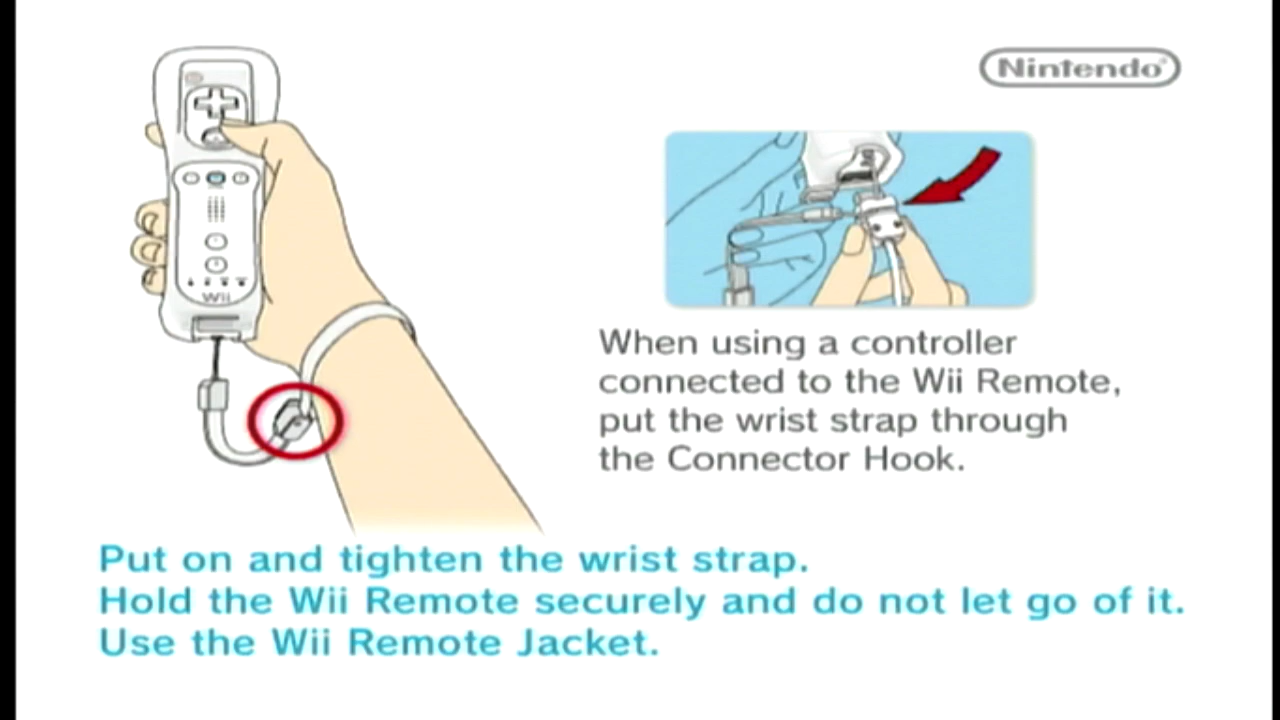 Nintendo
Wii
When using a controller
connected to the Wii Remote,
put the wrist strap through
the Connector Hook.
Put on and tighten the wrist strap.
Hold the Wii Remote securely and do not let go of it.
Use the Wii Remote Jacket.